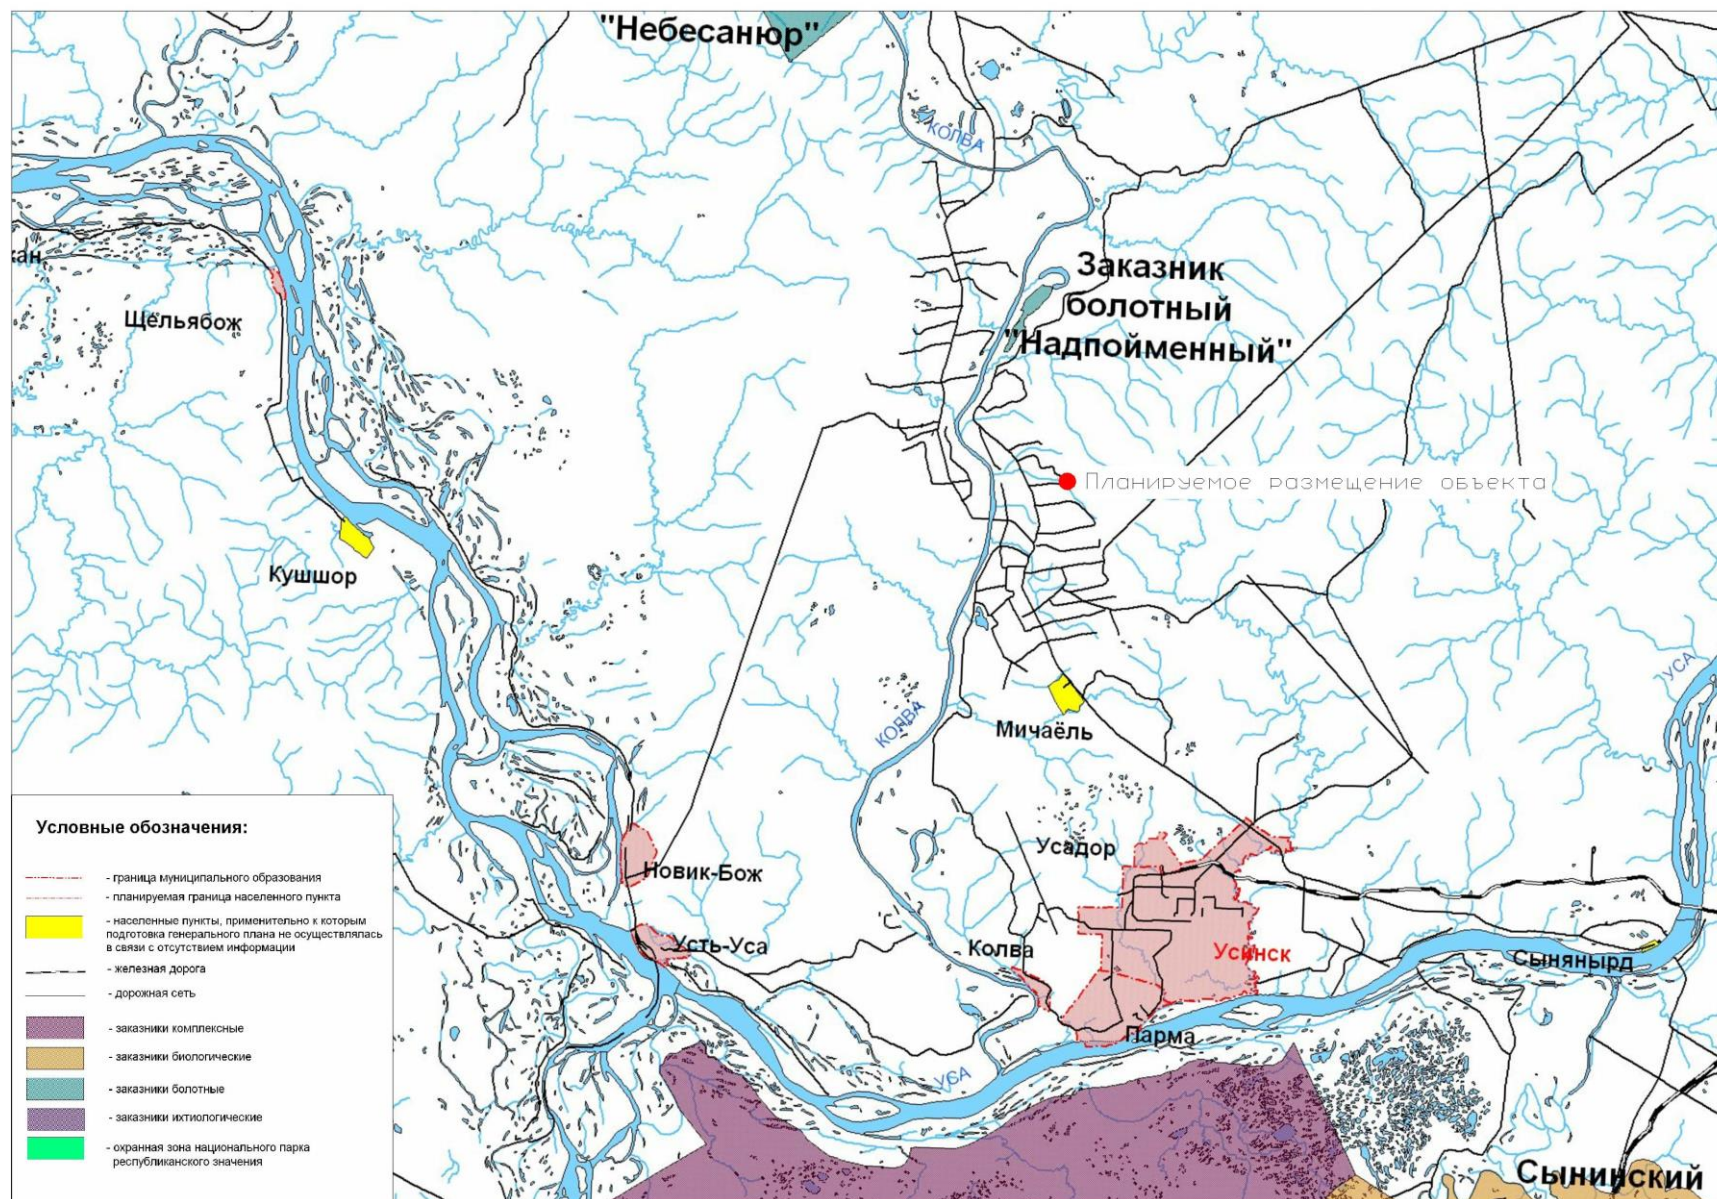 "Небесанюр"
КОЛВА
Заказник
болотный
"Надпойменный"
Щельябож
Планируемое размещение объекта
Кушшор
УСА
КОЛВА
Мичаёль
Усадор
Новик-Бож
Усть-Уса
Колва
Усинск
Сынянырд
Парма
УСА
Сынинский
Условные обозначения:
- граница муниципального образования
- планируемая граница населенного пункта
- населенные пункты, применительно к которым
подготовка генерального плана не осуществлялась
в связи с отсутствием информации
- железная дорога
- дорожная сеть
- заказники комплексные
- заказники биологические
- заказники болотные
- заказники ихтиологические
- охранная зона национального парка
республиканского значения